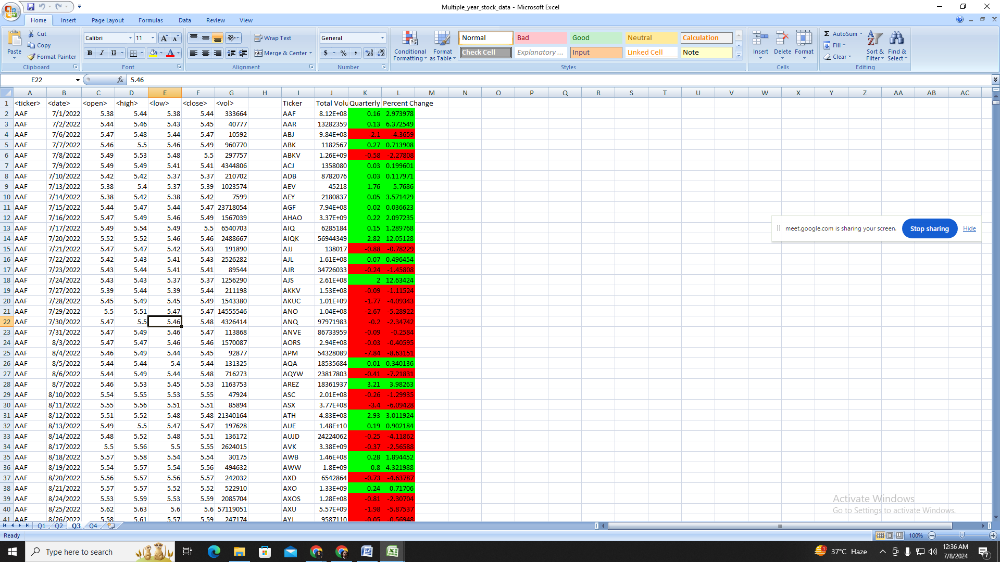 Multiple_year_stock_data - Microsoft Excel
Home Insert Page Layout Formulas Data Review View
Paste Cut Copy Format Painter Clipboard
Calibri 11 B I U Font
Wrap Text Merge & Center Alignment
General $ % , Number
Conditional Formatting Format as Table Normal Bad Good Neutral Calculation
Check Cell Explanatory ... Input Linked Cell Note
Styles
Insert Delete Format Cells
Σ AutoSum Fill Clear Sort & Filter Find & Select Editing
E22 fx 5.46
A B C D E F G H I J K L M N O P Q R S T U V W X Y Z AA AB AC
1 <ticker> <date> <open> <high> <low> <close> <vol> Ticker Total Volu Quarterly Percent Change
2 AAF 7/1/2022 5.38 5.44 5.38 5.44 333664 AAF 8.12E+08 0.16 2.973978
3 AAF 7/2/2022 5.44 5.46 5.43 5.45 40777 AAR 13282359 0.13 6.372549
4 AAF 7/6/2022 5.47 5.48 5.44 5.47 10592 ABJ 9.84E+08 -2.1 -4.3659
5 AAF 7/7/2022 5.46 5.5 5.46 5.49 960770 ABK 1182567 0.27 0.713908
6 AAF 7/8/2022 5.49 5.53 5.48 5.5 297757 ABKV 1.26E+09 -0.58 -2.27808
7 AAF 7/9/2022 5.49 5.49 5.41 5.41 4344806 ACJ 1358080 0.03 0.199601
8 AAF 7/10/2022 5.42 5.42 5.37 5.37 210702 ADB 8782076 0.03 0.117971
9 AAF 7/13/2022 5.38 5.4 5.37 5.39 1023574 AEV 45218 1.76 5.7686
10 AAF 7/14/2022 5.38 5.42 5.38 5.42 7599 AEY 2180837 0.05 3.571429
11 AAF 7/15/2022 5.44 5.47 5.44 5.47 23718054 AGF 7.94E+08 0.02 0.036623
12 AAF 7/16/2022 5.47 5.49 5.46 5.49 1567039 AHAO 3.37E+09 0.22 2.097235
13 AAF 7/17/2022 5.49 5.54 5.49 5.5 6540703 AIQ 6285184 0.15 1.289768
14 AAF 7/20/2022 5.52 5.52 5.46 5.46 2488667 AIQK 56944349 2.82 12.05128
15 AAF 7/21/2022 5.47 5.47 5.42 5.43 191890 AJJ 138017 -0.88 -0.78229
16 AAF 7/22/2022 5.42 5.43 5.41 5.43 2526282 AJL 1.61E+08 0.07 0.496454
17 AAF 7/23/2022 5.43 5.44 5.41 5.41 89544 AJR 34726033 -0.24 -1.45808
18 AAF 7/24/2022 5.43 5.43 5.37 5.37 1256290 AJS 2.61E+08 2 12.63424
19 AAF 7/27/2022 5.39 5.44 5.39 5.44 211198 AKKV 1.53E+08 -0.09 -1.11524
20 AAF 7/28/2022 5.45 5.49 5.45 5.49 1543380 AKUC 1.01E+09 -1.77 -4.09343
21 AAF 7/29/2022 5.5 5.51 5.47 5.47 14555546 ANO 1.04E+08 -2.67 -5.28922
22 AAF 7/30/2022 5.47 5.5 5.46 5.48 4326414 ANQ 97971983 -0.2 -2.34742
23 AAF 7/31/2022 5.47 5.49 5.46 5.47 113868 ANVE 86733959 -0.09 -0.2584
24 AAF 8/3/2022 5.47 5.47 5.46 5.46 1570087 AORS 2.94E+08 -0.03 -0.40595
25 AAF 8/4/2022 5.46 5.49 5.44 5.45 92877 APM 54328089 -7.84 -8.63151
26 AAF 8/5/2022 5.44 5.44 5.4 5.44 131325 AQA 18535684 0.01 0.340136
27 AAF 8/6/2022 5.44 5.49 5.44 5.48 716273 AQYW 23817803 -0.41 -7.21831
28 AAF 8/7/2022 5.46 5.53 5.45 5.53 1163753 AREZ 18361937 3.21 3.98263
29 AAF 8/10/2022 5.54 5.55 5.53 5.55 47924 ASC 2.01E+08 -0.26 -1.29935
30 AAF 8/11/2022 5.55 5.56 5.51 5.51 85894 ASX 3.77E+08 -3.4 -6.09428
31 AAF 8/12/2022 5.51 5.52 5.48 5.48 21340164 ATH 4.83E+08 2.93 3.011924
32 AAF 8/13/2022 5.49 5.5 5.47 5.47 197628 AUE 1.48E+10 0.19 0.902184
33 AAF 8/14/2022 5.48 5.52 5.48 5.51 136172 AUJD 24224062 -0.25 -4.11862
34 AAF 8/17/2022 5.5 5.56 5.5 5.55 2624015 AVK 3.38E+09 -0.37 -2.56588
35 AAF 8/18/2022 5.57 5.58 5.54 5.54 30175 AWB 1.46E+08 0.28 1.894452
36 AAF 8/19/2022 5.54 5.57 5.54 5.56 494632 AWW 1.8E+09 0.8 4.321988
37 AAF 8/20/2022 5.56 5.57 5.56 5.57 242032 AXD 6542864 -0.73 -4.63787
38 AAF 8/21/2022 5.57 5.57 5.52 5.52 522910 AXO 1.33E+09 0.24 0.71706
39 AAF 8/24/2022 5.53 5.59 5.53 5.59 2085704 AXOS 1.28E+08 -0.81 -2.30704
40 AAF 8/25/2022 5.62 5.63 5.6 5.6 57119051 AXU 5.57E+09 -1.98 -5.87537
41 AAF 8/26/2022 5.58 5.61 5.57 5.59 247174 AYI 9587110 -0.05 -0.56948
meet.google.com is sharing your screen. Stop sharing Hide
Activate Windows
Go to Settings to activate Windows.
Q1 Q2 Q3 Q4
Ready 100%
Type here to search 37°C Haze 12:36 AM
7/8/2024 7